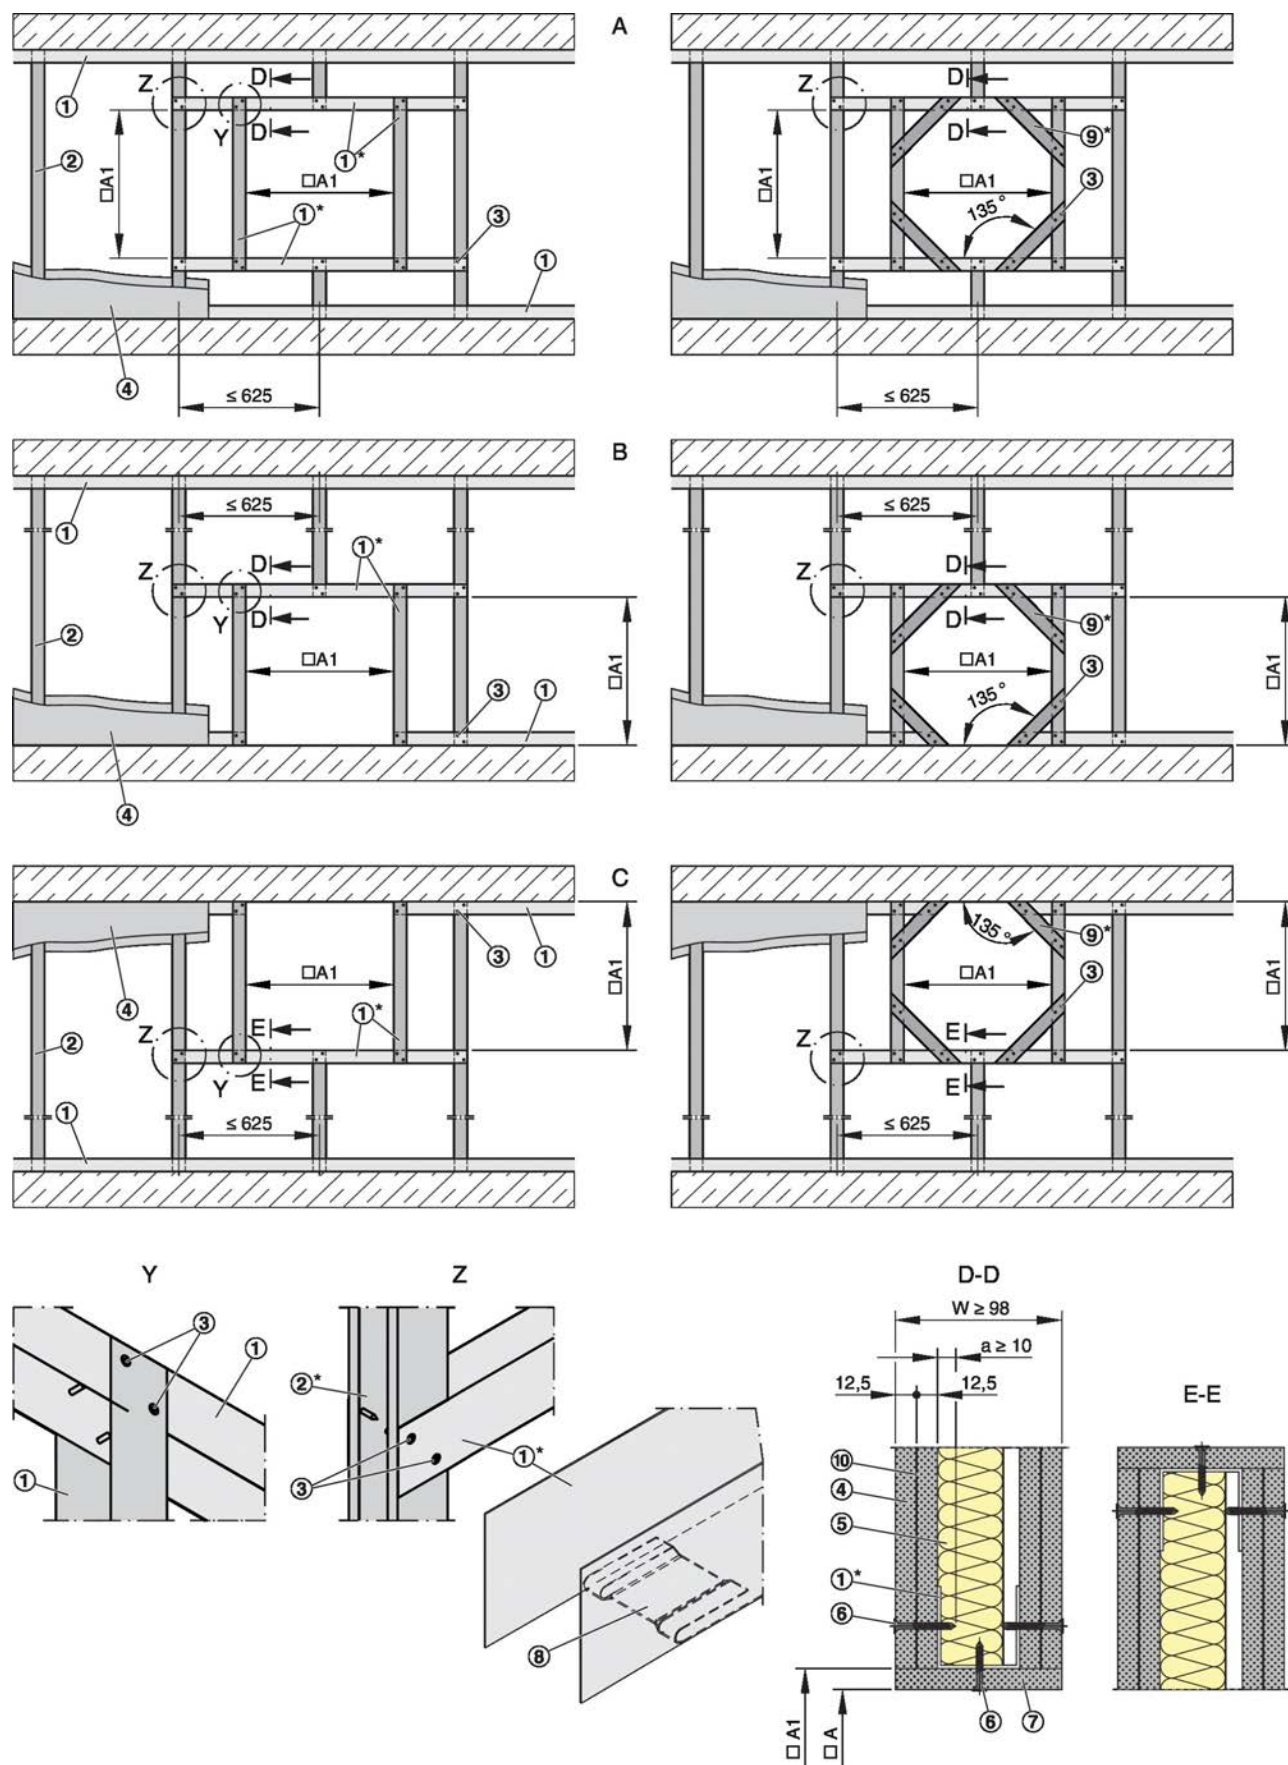 A
Z
D
D
①
Y
①*
②
□A1
□A1
①*
③
①
④
≤ 625
Z
D
D
⑨*
□A1
□A1
③
135°
≤ 625
B
①
≤ 625
①*
Z
D
D
Y
②
□A1
□A1
③
①
④
≤ 625
Z
D
D
⑨*
□A1
□A1
③
135°
C
③
①
④
□A1
□A1
①*
②
Z
E
E
Y
①
≤ 625
135°
⑨*
□A1
□A1
③
Z
E
E
≤ 625
Y
③
①
①
Z
②*
③
①*
⑧
D-D
W ≥ 98
a ≥ 10
12,5
12,5
⑩
④
⑤
①*
⑥
⑥
⑦
□A1
□A
E-E